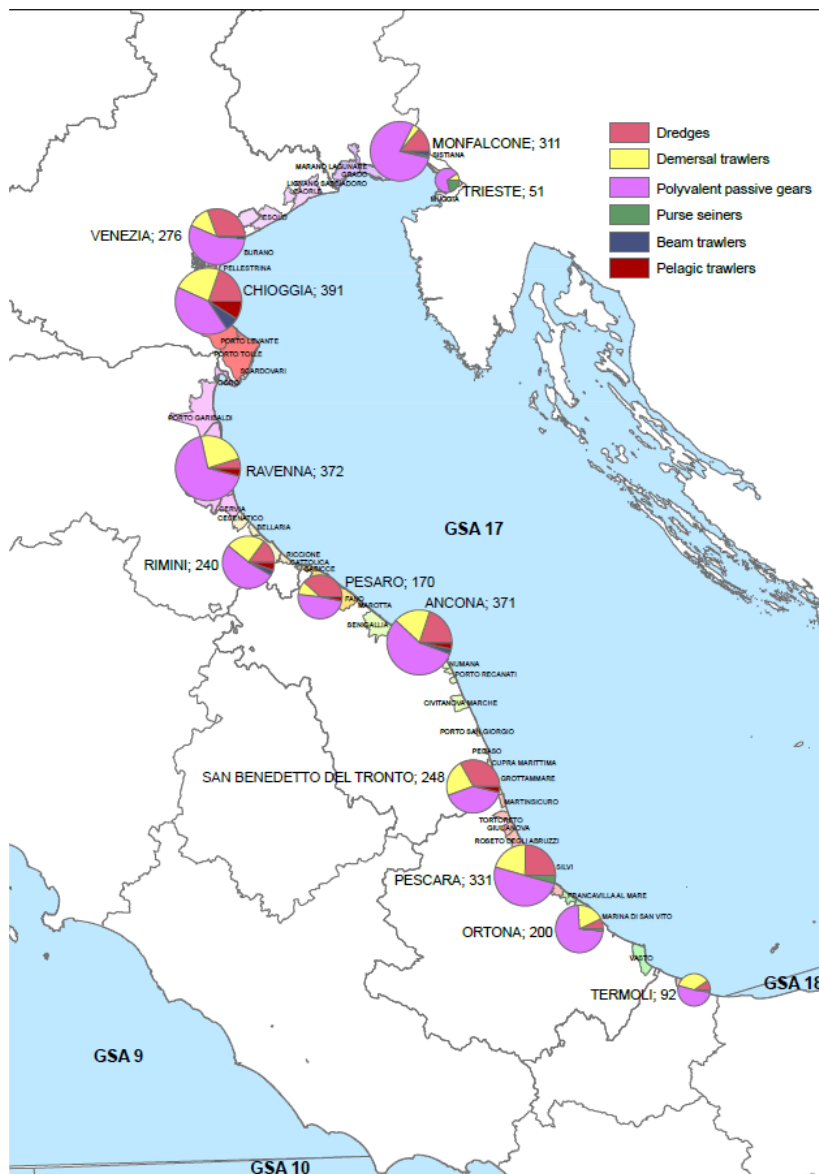 MONFALCONE; 311
SISTIANA
MARANO LAGUNARE
GRADO
LIGNANO SABBIADORO
CAORLE
TRIESTE; 51
MUGGIA
Dredges
Demersal trawlers
Polyvalent passive gears
Purse seiners
Beam trawlers
Pelagic trawlers
JESOLO
VENEZIA; 276
BURANO
PELLESTRINA
CHIOGGIA; 391
PORTO LEVANTE
PORTO TOLLE
SCARDOVARI
GORO
PORTO GARIBALDI
RAVENNA; 372
CERVIA
CESENATICO
BELLARIA
GSA 17
RIMINI; 240
RICCIONE
CATTOLICA
GABICCE
PESARO; 170
FANO
MAROTTA
ANCONA; 371
SENIGALLIA
NUMANA
PORTO RECANATI
CIVITANOVA MARCHE
PORTO SAN GIORGIO
PEDASO
CUPRA MARITTIMA
SAN BENEDETTO DEL TRONTO; 248
GROTTAMMARE
MARTINSICURO
TORTORETO
GIULIANOVA
ROSETO DEGLI ABRUZZI
SILVI
PESCARA; 331
FRANCAVILLA AL MARE
MARINA DI SAN VITO
ORTONA; 200
VASTO
TERMOLI; 92
GSA 18
GSA 9
GSA 10